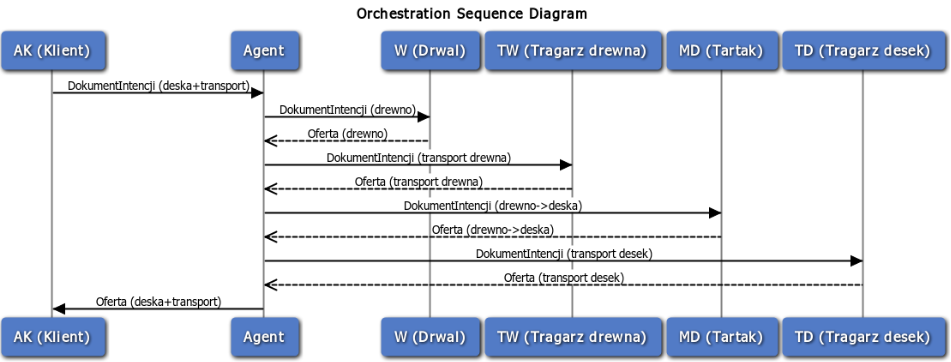 Orchestration Sequence Diagram
AK (Klient) Agent W (Drwal) TW (Tragarz drewna) MD (Tartak) TD (Tragarz desek)
DokumentIntencji (deska+transport)
DokumentIntencji (drewno)
Oferta (drewno)
DokumentIntencji (transport drewna)
Oferta (transport drewna)
DokumentIntencji (drewno->deska)
Oferta (drewno->deska)
DokumentIntencji (transport desek)
Oferta (transport desek)
Oferta (deska+transport)
AK (Klient) Agent W (Drwal) TW (Tragarz drewna) MD (Tartak) TD (Tragarz desek)